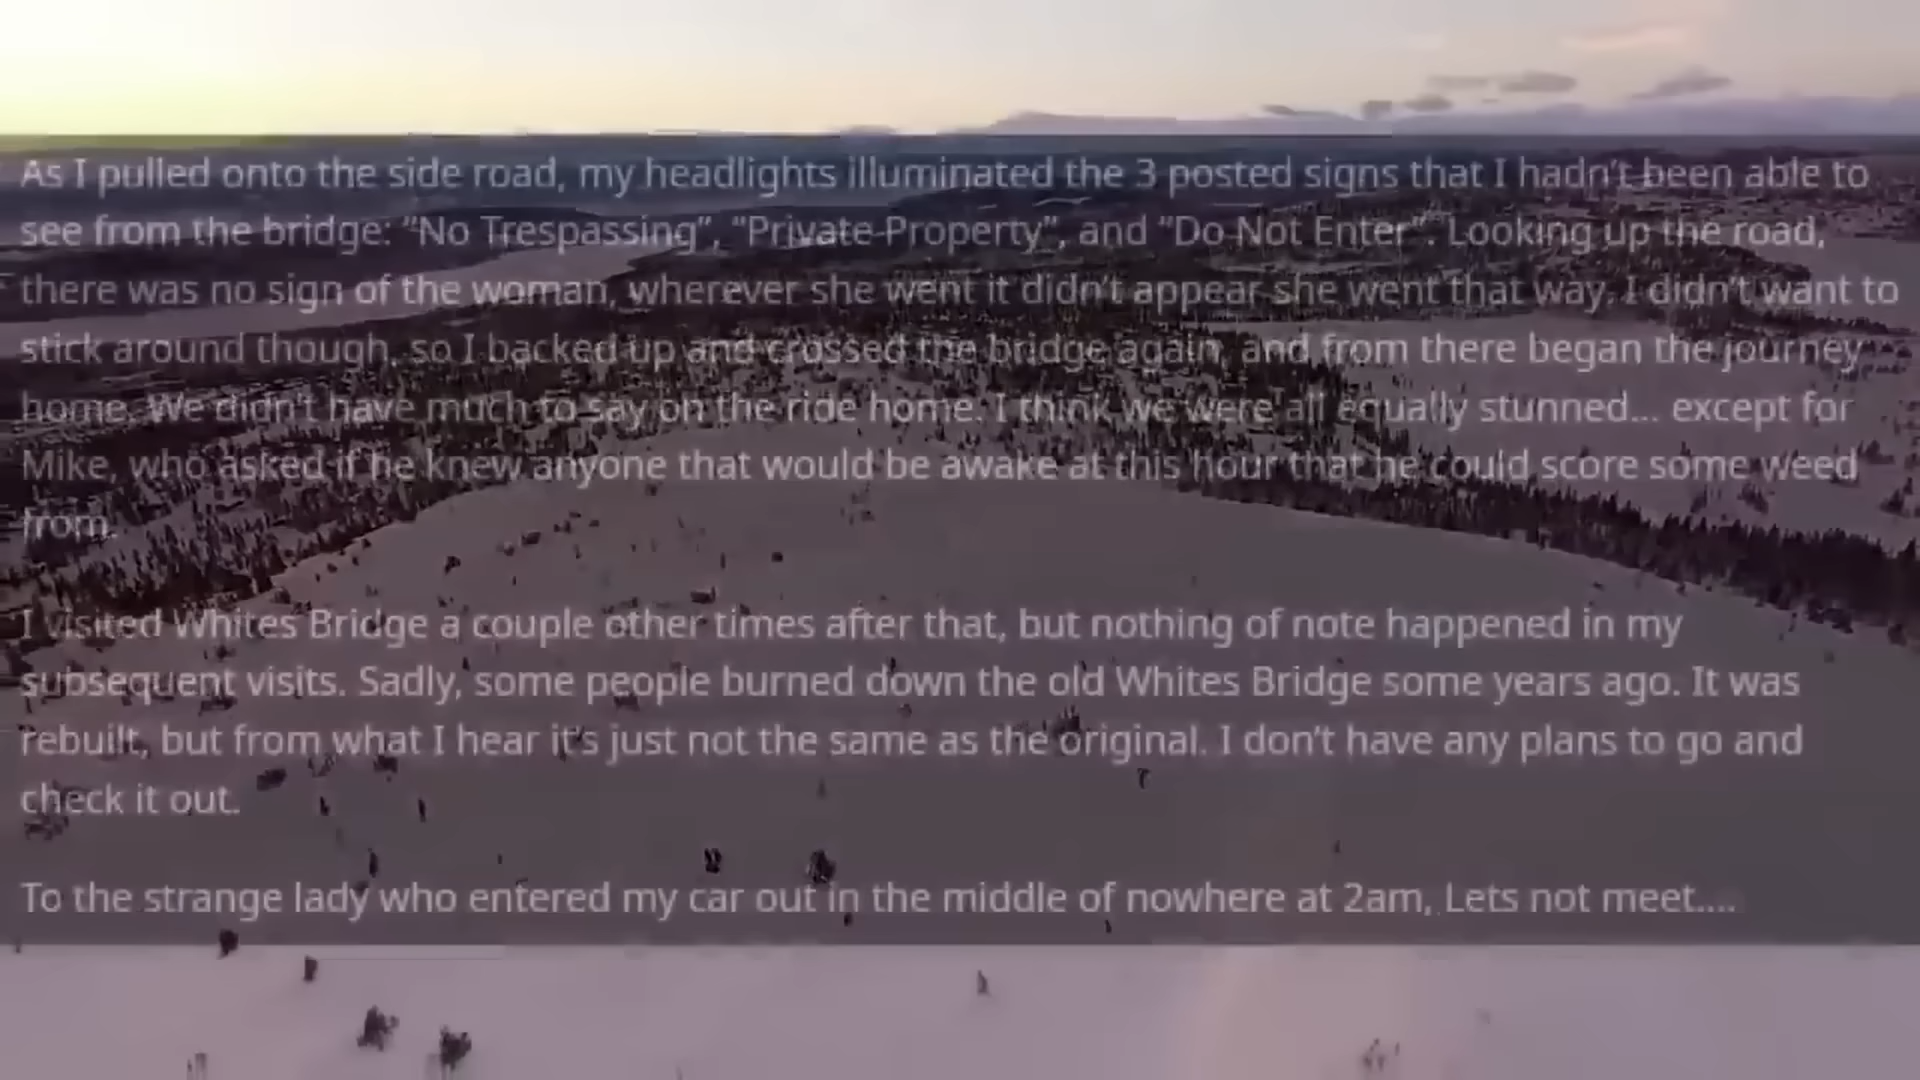 As I pulled onto the side road, my headlights illuminated the 3 posted signs that I hadn't been able to
see from the bridge: “No Trespassing”, “Private Property”, and “Do Not Enter”. Looking up the road,
there was no sign of the woman, wherever she went it didn't appear she went that way. I didn't want to
stick around though, so I backed up and crossed the bridge again, and from there began the journey
home. We didn't have much to say on the ride home. I think we were all equally stunned... except for
Mike, who asked if he knew anyone that would be awake at this hour that he could score some weed
from.
I visited Whites Bridge a couple other times after that, but nothing of note happened in my
subsequent visits. Sadly, some people burned down the old Whites Bridge some years ago. It was
rebuilt, but from what I hear it's just not the same as the original. I don't have any plans to go and
check it out.
To the strange lady who entered my car out in the middle of nowhere at 2am, Lets not meet....